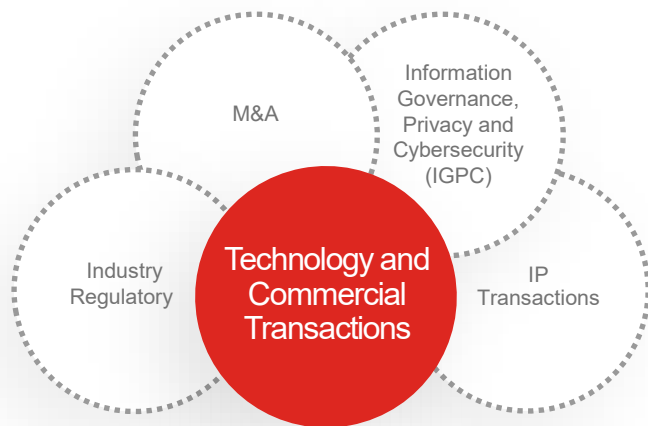 M&A
Information
Governance,
Privacy and
Cybersecurity
(IGPC)
Industry
Regulatory
Technology and
Commercial
Transactions
IP
Transactions